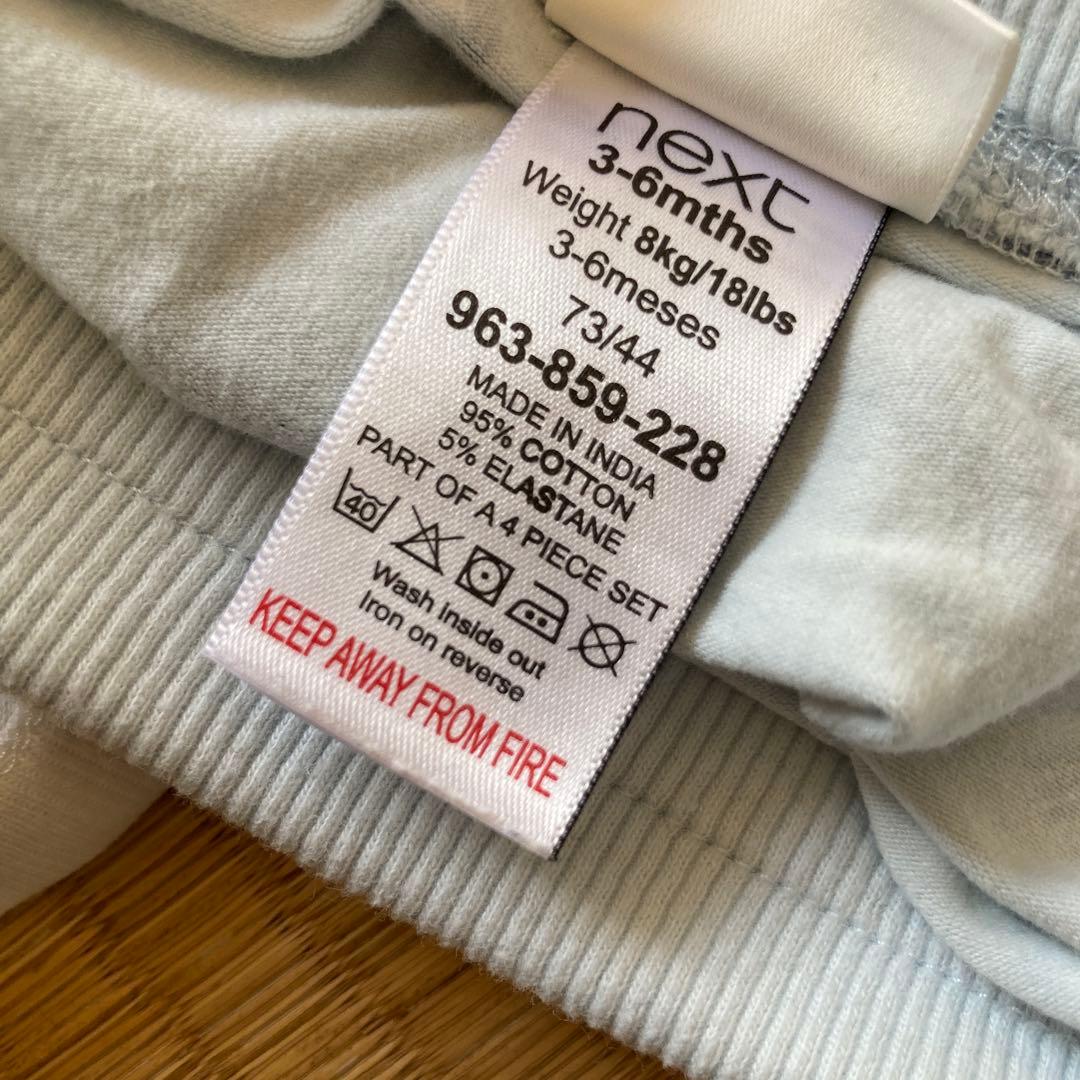 next
3-6mths
Weight 8kg/18lbs
3-6meses
73/44
963-859-228
MADE IN INDIA
95% COTTON
5% ELASTANE
PART OF A 4 PIECE SET
40
Wash inside out
Iron on reverse
KEEP AWAY FROM FIRE